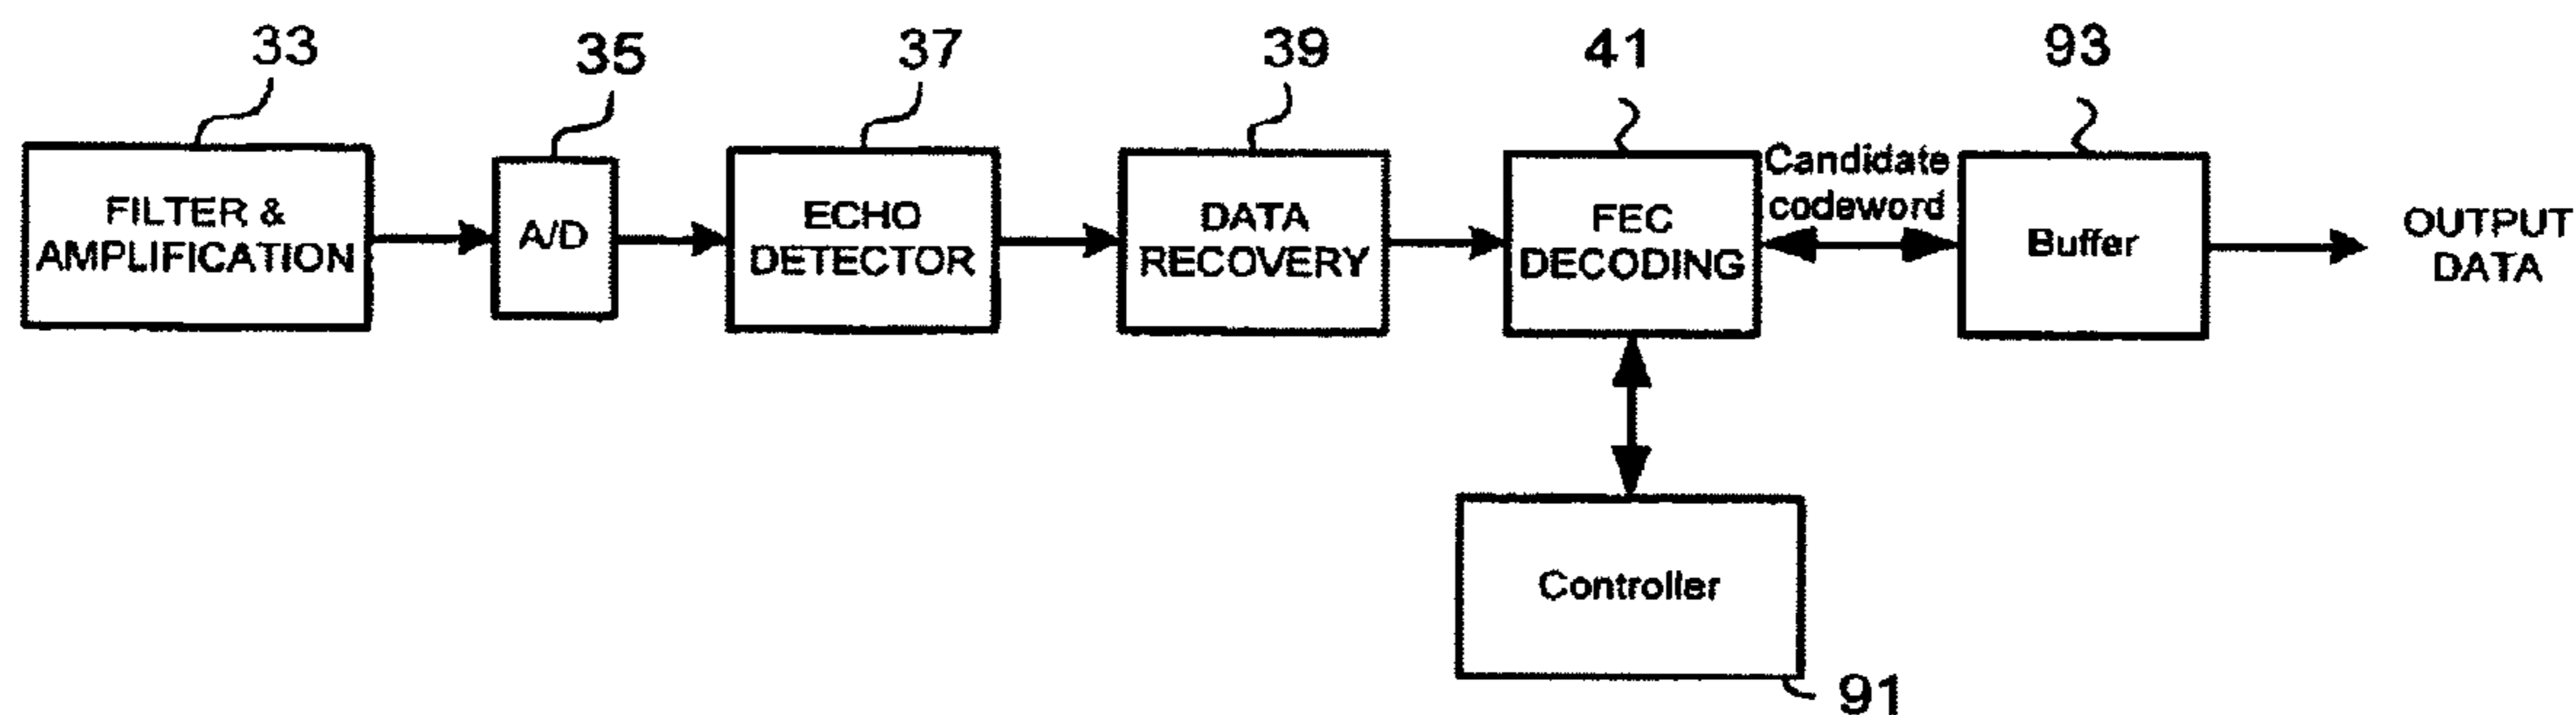 33
35
37
39
41
93
FILTER &
AMPLIFICATION
A/D
ECHO
DETECTOR
DATA
RECOVERY
FEC
DECODING
Candidate
codeword
Buffer
OUTPUT
DATA
Controller
91